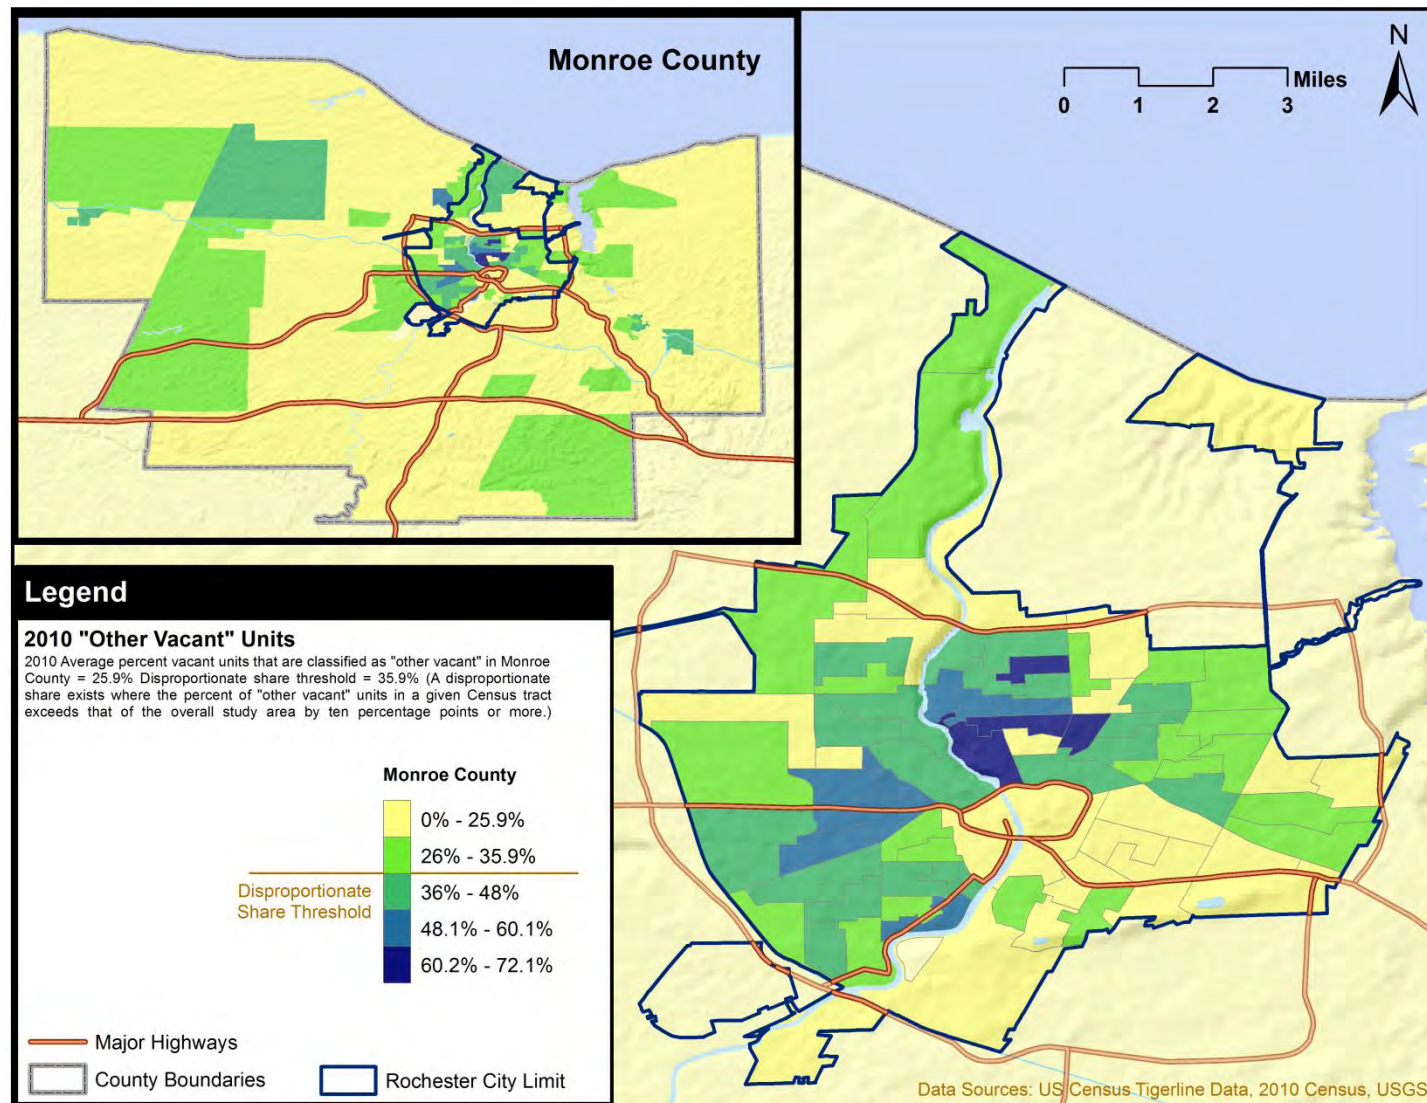 Monroe County
N
Miles
0 1 2 3
Legend
2010 "Other Vacant" Units
2010 Average percent vacant units that are classified as "other vacant" in Monroe
County = 25.9% Disproportionate share threshold = 35.9% (A disproportionate
share exists where the percent of "other vacant" units in a given Census tract
exceeds that of the overall study area by ten percentage points or more.)
Monroe County
0% - 25.9%
26% - 35.9%
Disproportionate
Share Threshold
36% - 48%
48.1% - 60.1%
60.2% - 72.1%
Major Highways
County Boundaries
Rochester City Limit
Data Sources: US Census Tigerline Data, 2010 Census, USGS